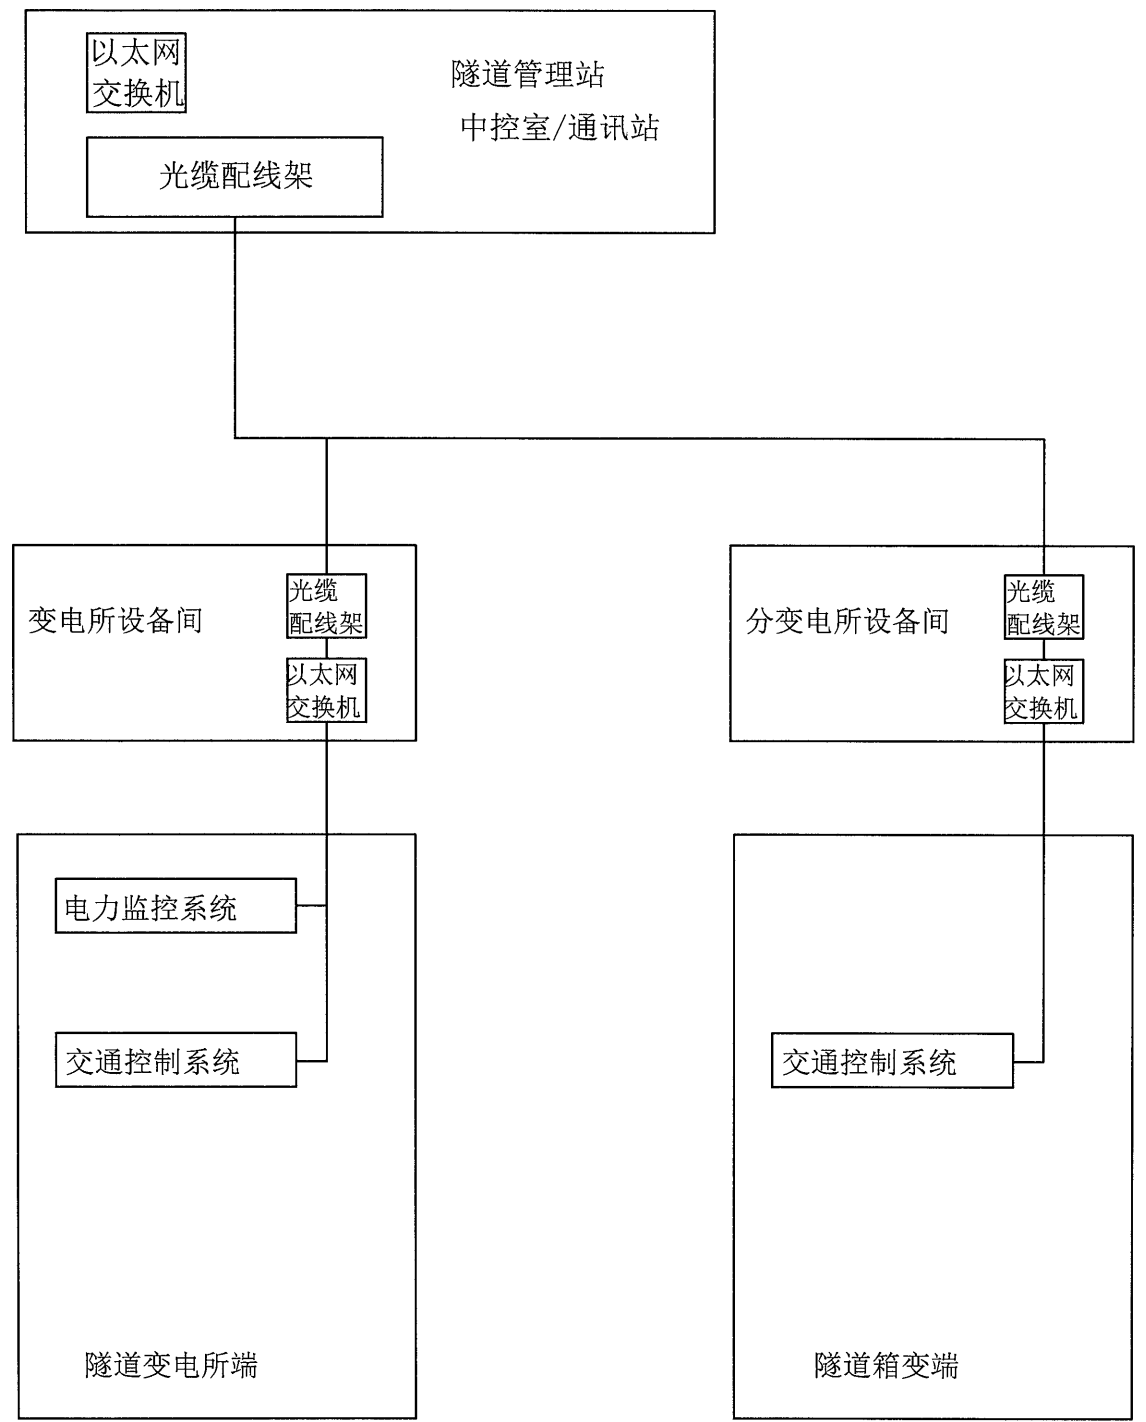 以太网
交换机
隧道管理站
中控室/通讯站
光缆配线架
变电所设备间
光缆
配线架
以太网
交换机
分变电所设备间
光缆
配线架
以太网
交换机
电力监控系统
交通控制系统
隧道变电所端
交通控制系统
隧道箱变端